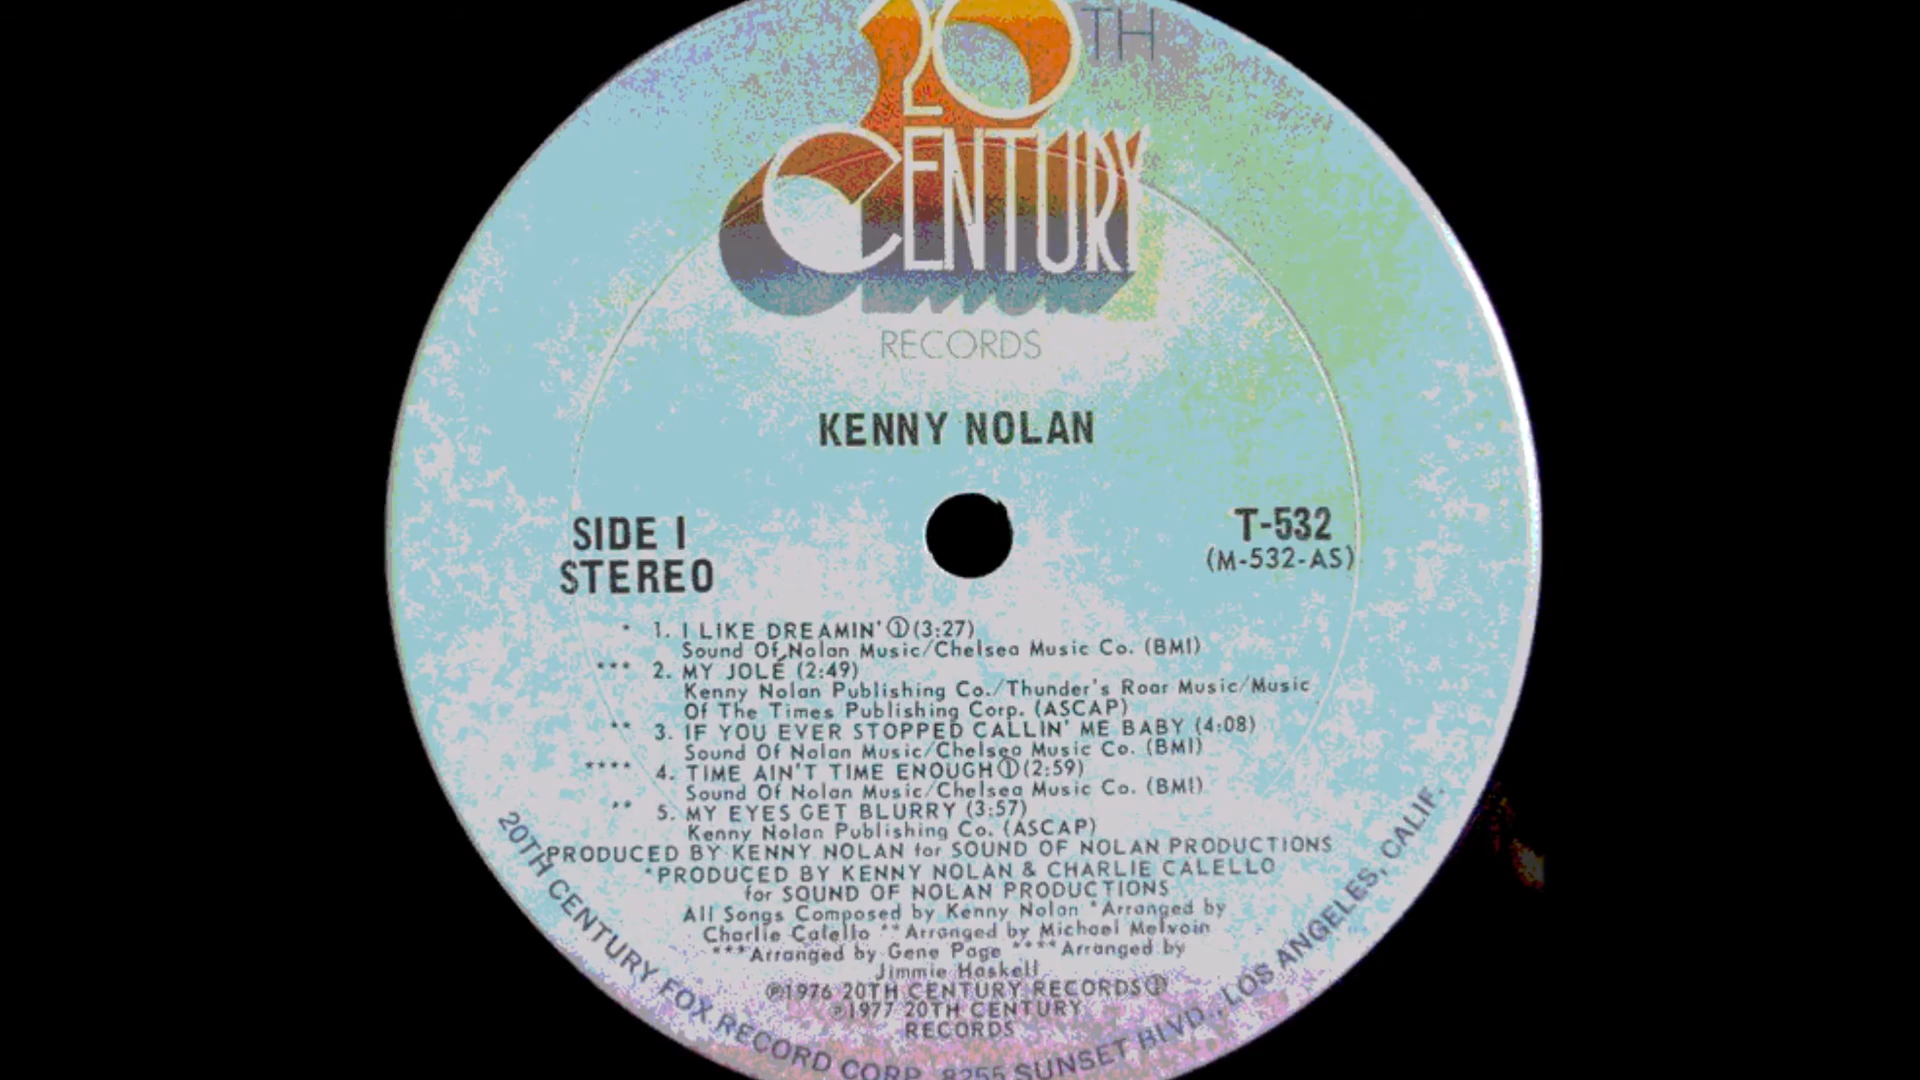 20TH
CENTURY
RECORDS
KENNY NOLAN
SIDE I
STEREO
T-532
(M-532-AS)
* 1. I LIKE DREAMIN' ① (3:27)
Sound Of Nolan Music/Chelsea Music Co. (BMI)
*** 2. MY JOLÉ (2:49)
Kenny Nolan Publishing Co./Thunder's Roar Music/Music
Of The Times Publishing Corp. (ASCAP)
** 3. IF YOU EVER STOPPED CALLIN' ME BABY (4:08)
Sound Of Nolan Music/Chelsea Music Co. (BMI)
**** 4. TIME AIN'T TIME ENOUGH ① (2:59)
Sound Of Nolan Music/Chelsea Music Co. (BMI)
** 5. MY EYES GET BLURRY (3:57)
Kenny Nolan Publishing Co. (ASCAP)
PRODUCED BY KENNY NOLAN for SOUND OF NOLAN PRODUCTIONS
*PRODUCED BY KENNY NOLAN & CHARLIE CALELLO
for SOUND OF NOLAN PRODUCTIONS
All Songs Composed by Kenny Nolan *Arranged by
Charlie Calello **Arranged by Michael Melvoin
***Arranged by Gene Page ****Arranged by
Jimmie Haskell
℗1976 20TH CENTURY RECORDS ①
℗1977 20TH CENTURY
RECORDS
20TH CENTURY FOX RECORD CORP., 8255 SUNSET BLVD., LOS ANGELES, CALIF.